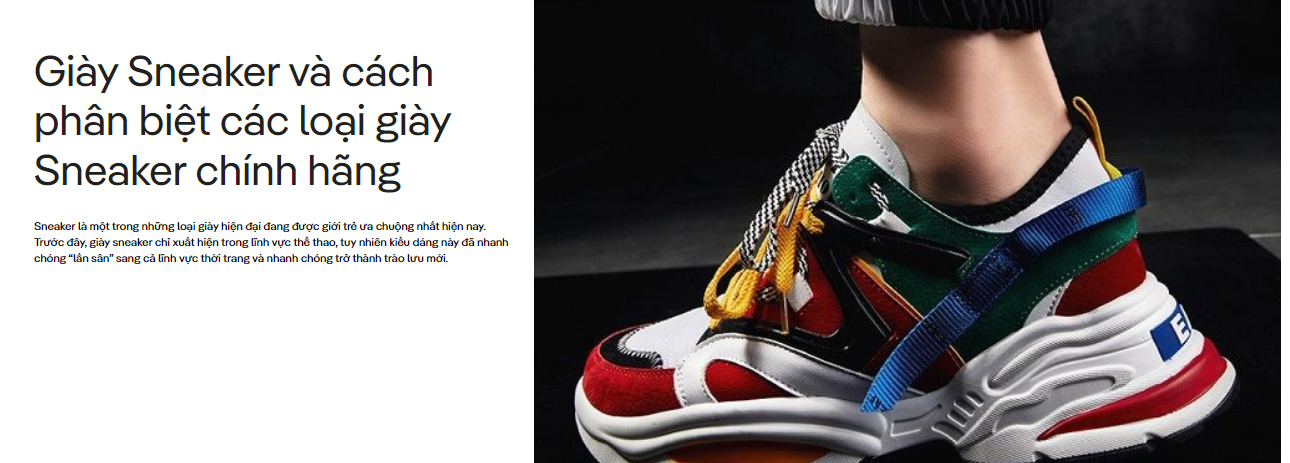 Giày Sneaker và cách
phân biệt các loại giày
Sneaker chính hãng
Sneaker là một trong những loại giày hiện đại đang được giới trẻ ưa chuộng nhất hiện nay.
Trước đây, giày sneaker chỉ xuất hiện trong lĩnh vực thể thao, tuy nhiên kiểu dáng này đã nhanh
chóng “lấn sân” sang cả lĩnh vực thời trang và nhanh chóng trở thành trào lưu mới.
E